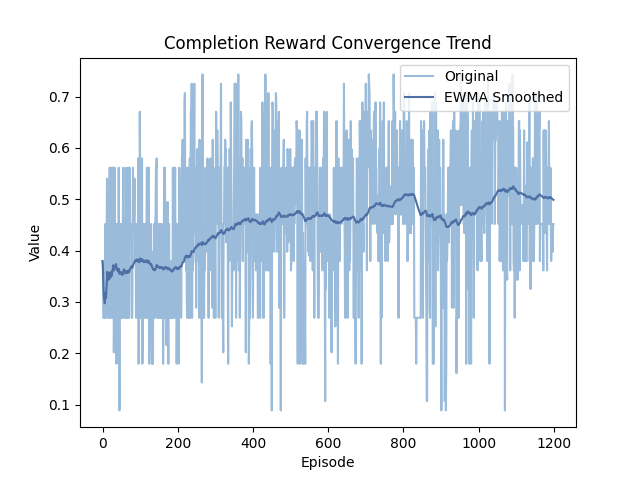 Completion Reward Convergence Trend
Original
EWMA Smoothed
0.7
0.6
0.5
0.4
0.3
0.2
0.1
Value
0 200 400 600 800 1000 1200
Episode